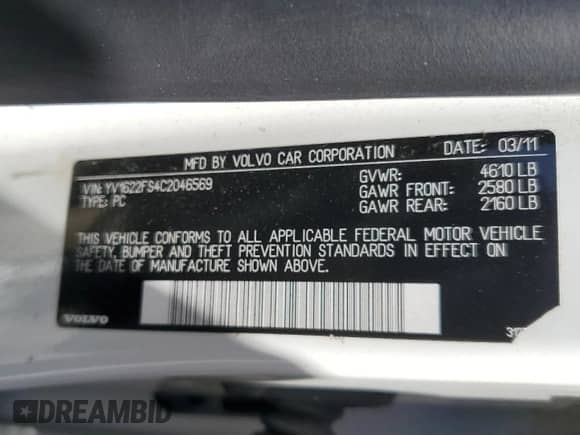 MFD BY VOLVO CAR CORPORATION DATE: 03/11
VIN: YV1622FS4C2046569 GVWR: 4610 LB
TYPE: PC GAWR FRONT: 2580 LB
GAWR REAR: 2160 LB
THIS VEHICLE CONFORMS TO ALL APPLICABLE FEDERAL MOTOR VEHICLE
SAFETY, BUMPER AND THEFT PREVENTION STANDARDS IN EFFECT ON
THE DATE OF MANUFACTURE SHOWN ABOVE.
VOLVO
DREAMBID